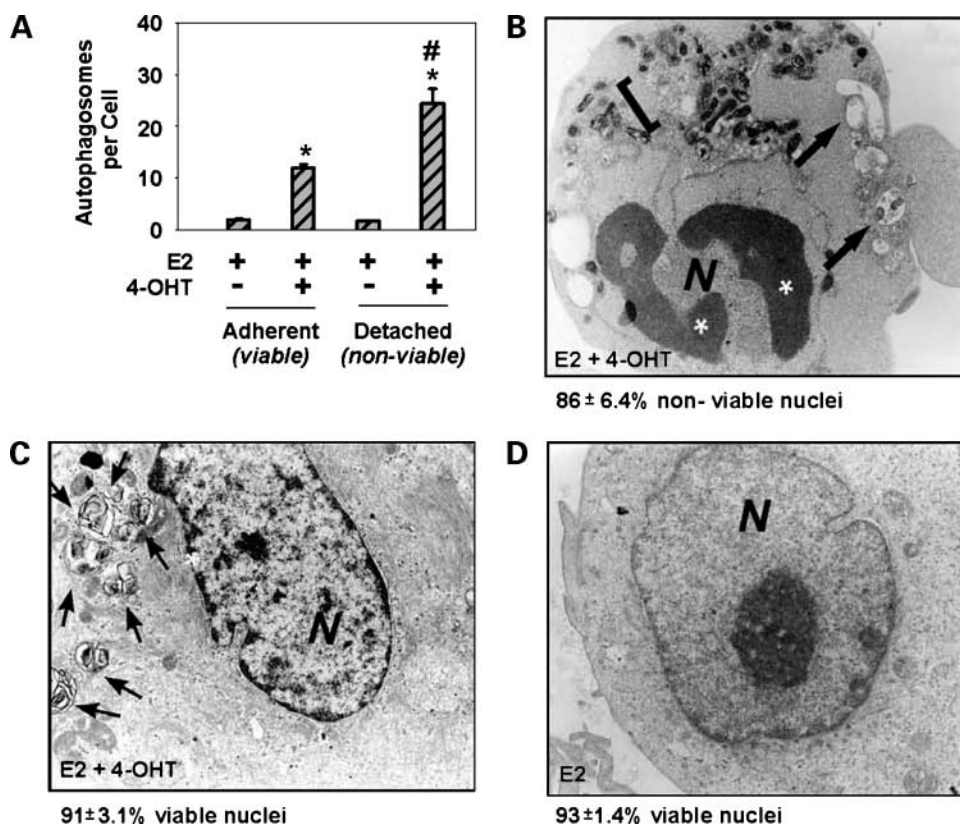 A
Autophagosomes
per Cell
40
30
20
10
0
*
#
*
E2 + + + +
4-OHT - + - +
Adherent Detached
(viable) (non-viable)
B
N
*
*
E2 + 4-OHT
86 ± 6.4% non- viable nuclei
C
N
E2 + 4-OHT
91±3.1% viable nuclei
D
N
E2
93±1.4% viable nuclei